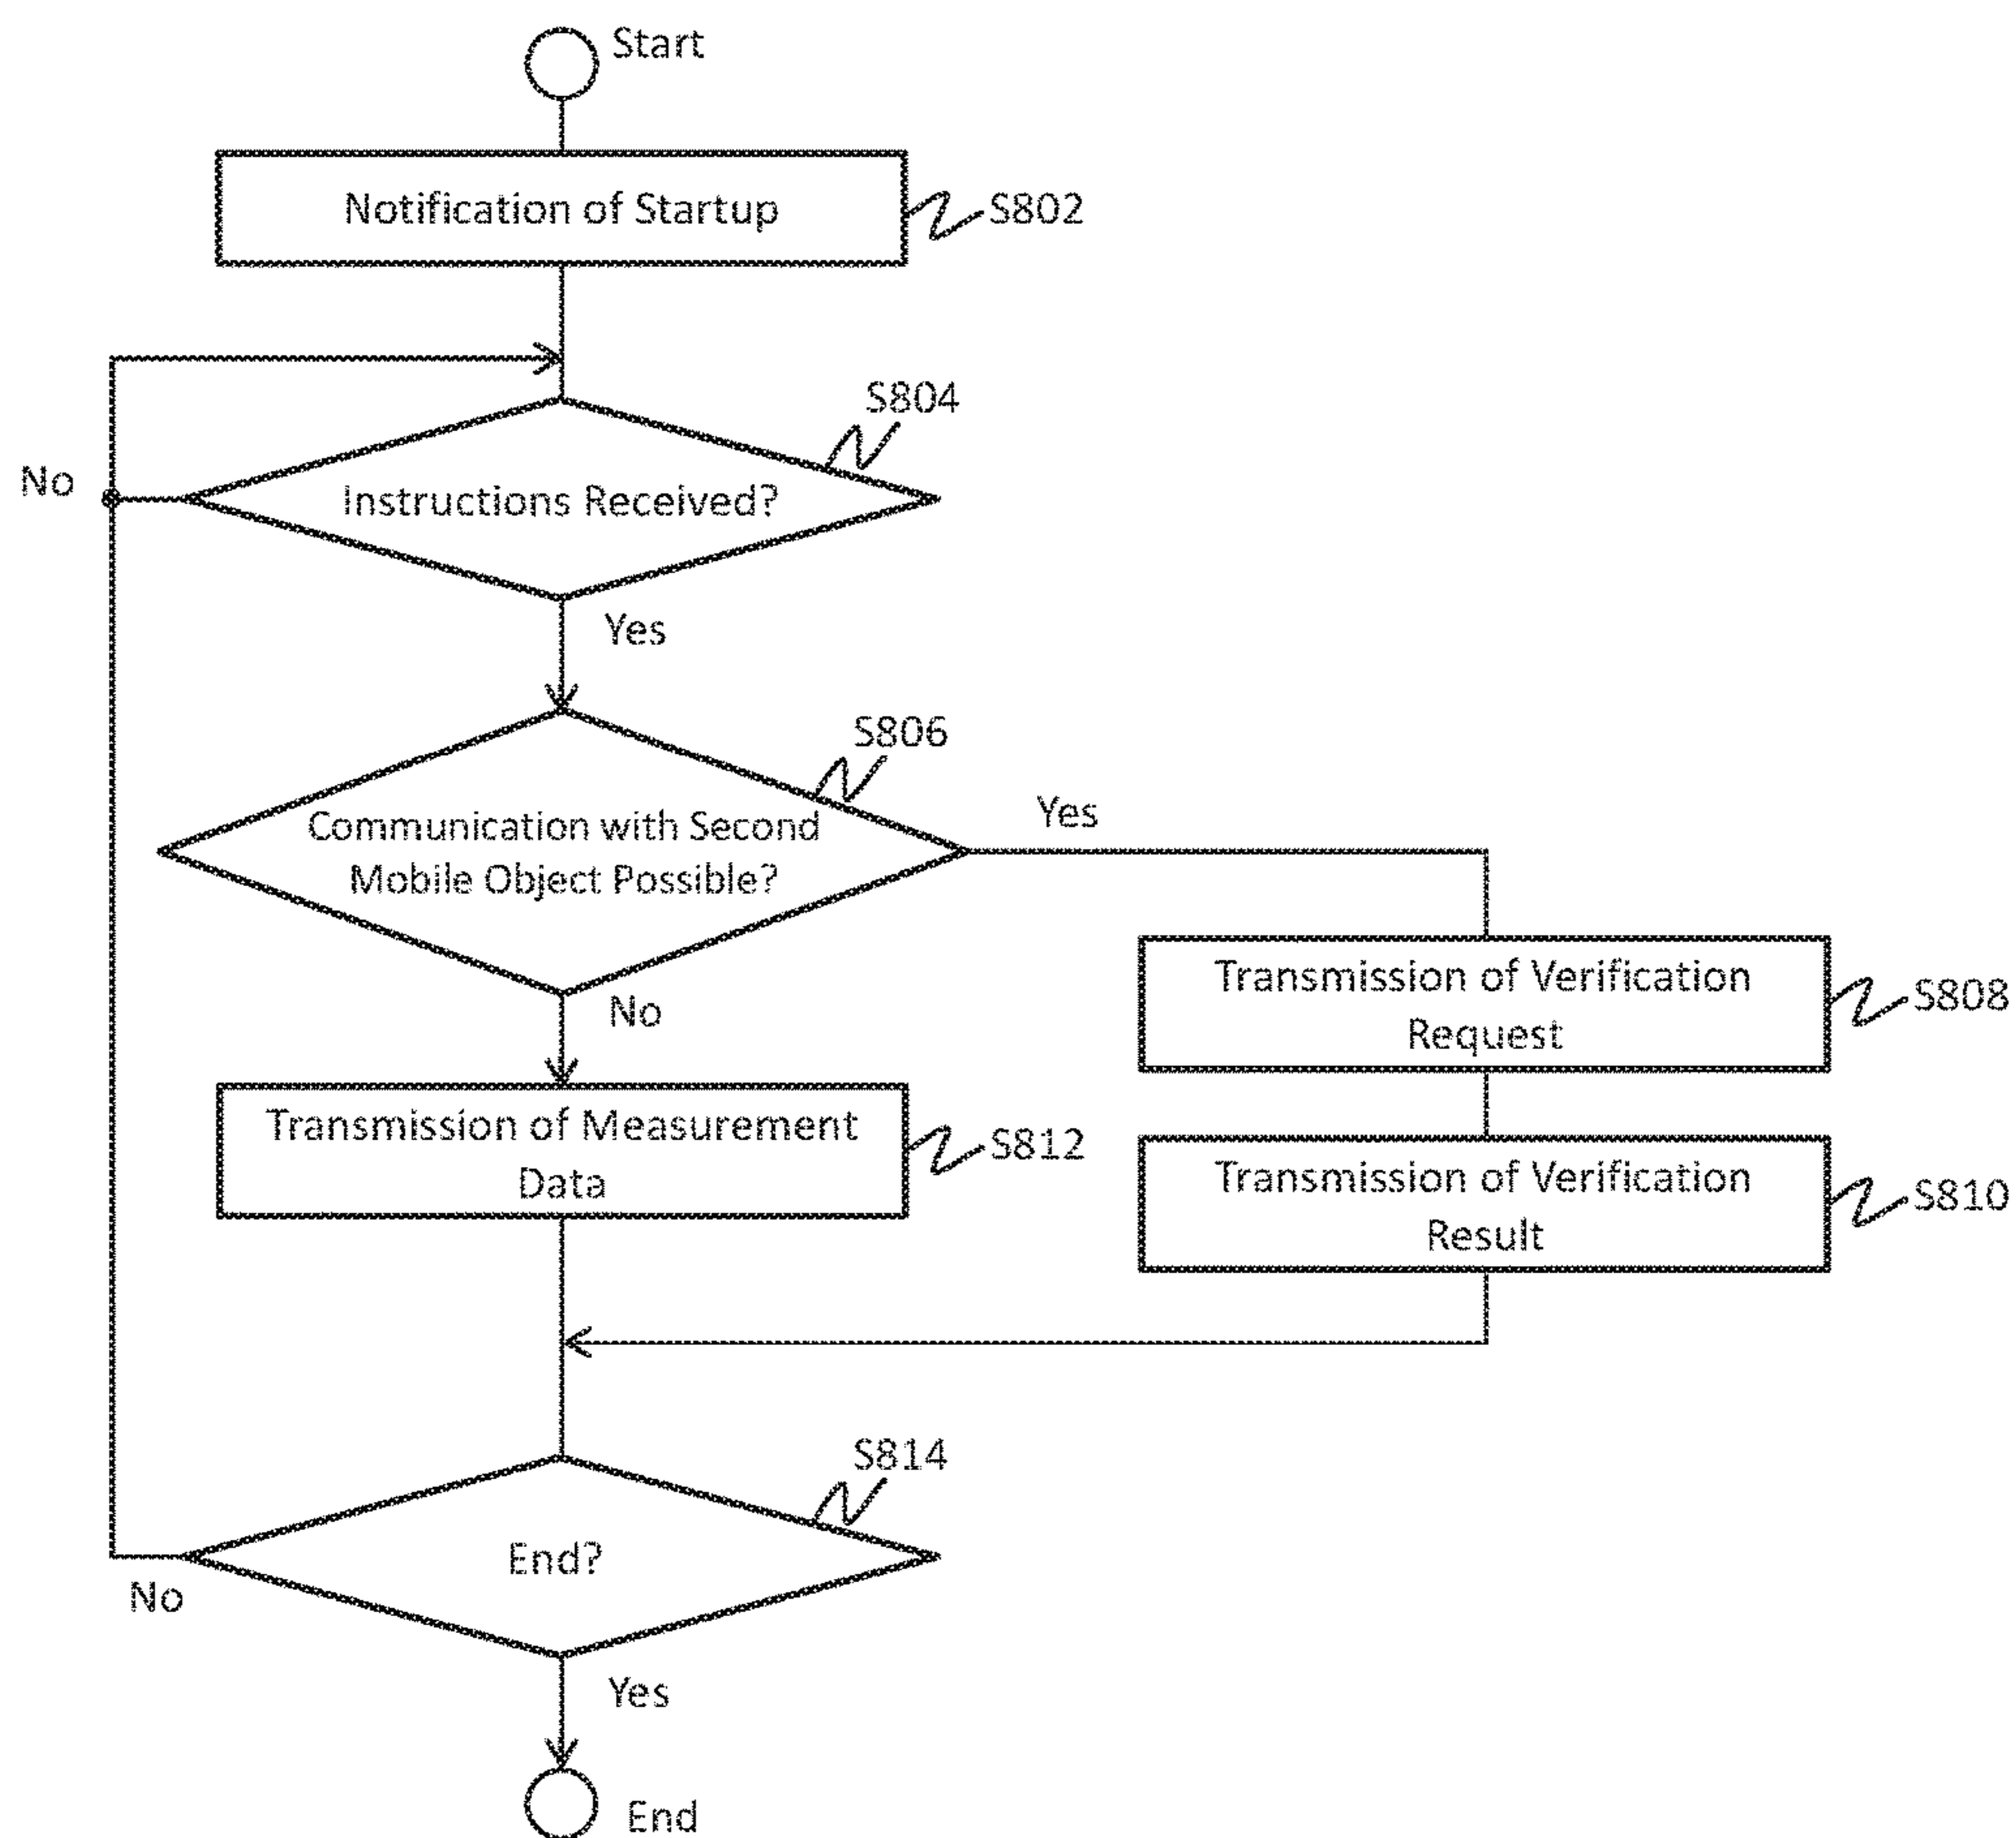 Start
Notification of Startup
S802
S804
No
Instructions Received?
Yes
S806
Communication with Second
Mobile Object Possible?
Yes
No
Transmission of Verification
Request
S808
Transmission of Measurement
Data
S812
Transmission of Verification
Result
S810
S814
End?
No
Yes
End